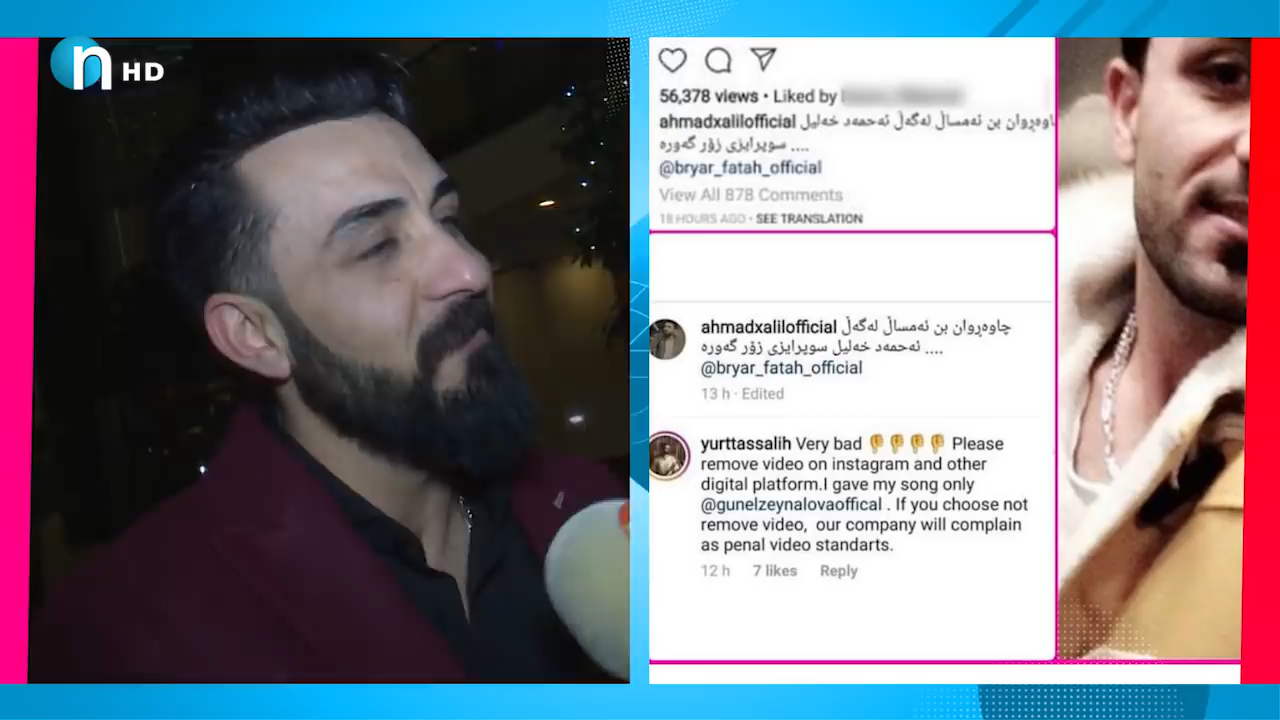 n HD
56,378 views • Liked by
ahmadxalilofficial چاوەڕوان بن ئەمساڵ لەگەڵ ئەحمەد خەلیل
سوپرایزی زۆر گەورە ....
@bryar_fatah_official
View All 878 Comments
18 HOURS AGO • SEE TRANSLATION
ahmadxalilofficial چاوەڕوان بن ئەمساڵ لەگەڵ
ئەحمەد خەلیل سوپرایزی زۆر گەورە ....
@bryar_fatah_official
13 h · Edited
yurttassalih Very bad 👎👎👎👎 Please
remove video on instagram and other
digital platform.I gave my song only
@gunelzeynalovaoffical . If you choose not
remove video, our company will complain
as penal video standarts.
12 h 7 likes Reply